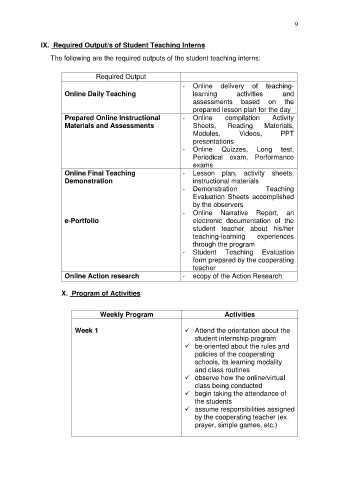 9
IX. Required Output/s of Student Teaching Interns
The following are the required outputs of the student teaching interns:
Required Output
Online Daily Teaching
- Online delivery of teaching-
learning activities and
assessments based on the
prepared lesson plan for the day
Prepared Online Instructional
Materials and Assessments
- Online compilation Activity
Sheets, Reading Materials,
Modules, Videos, PPT
presentations
- Online Quizzes, Long test.
Periodical exam, Performance
exams
Online Final Teaching
Demonstration
- Lesson plan, activity sheets,
instructional materials
- Demonstration Teaching
Evaluation Sheets accomplished
by the observers
e-Portfolio
- Online Narrative Report, an
electronic documentation of the
student teacher about his/her
teaching-learning experiences
through the program
- Student Teaching Evaluation
form prepared by the cooperating
teacher
Online Action research
- ecopy of the Action Research
X. Program of Activities
Weekly Program
Activities
Week 1
✓ Attend the orientation about the
student internship program
✓ be oriented about the rules and
policies of the cooperating
schools, its learning modality
and class routines
✓ observe how the online/virtual
class being conducted
✓ begin taking the attendance of
the students
✓ assume responsibilities assigned
by the cooperating teacher (ex.
prayer, simple games, etc.)